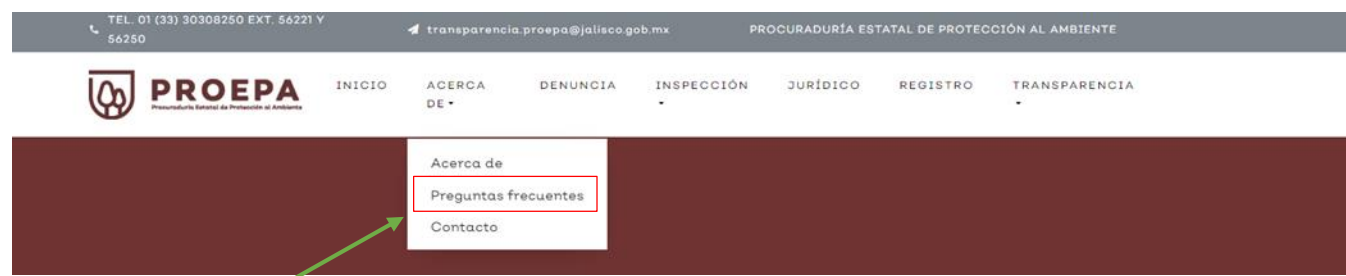 TEL. 01 (33) 30308250 EXT. 56221 Y
56250
transparencia.proepa@jalisco.gob.mx
PROCURADURÍA ESTATAL DE PROTECCIÓN AL AMBIENTE
PROEPA
Procuraduría Estatal de Protección al Ambiente
INICIO
ACERCA
DE
DENUNCIA
INSPECCIÓN
JURÍDICO
REGISTRO
TRANSPARENCIA
Acerca de
Preguntas frecuentes
Contacto